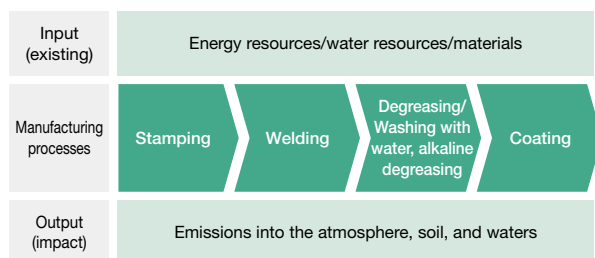 Input
(existing)
Energy resources/water resources/materials
Manufacturing
processes
Stamping
Welding
Degreasing/
Washing with
water, alkaline
degreasing
Coating
Output
(impact)
Emissions into the atmosphere, soil, and waters